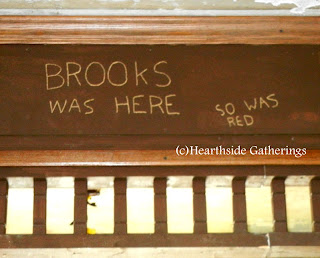 BROOKS
WAS HERE
SO WAS
RED
(c)Hearthside Gatherings